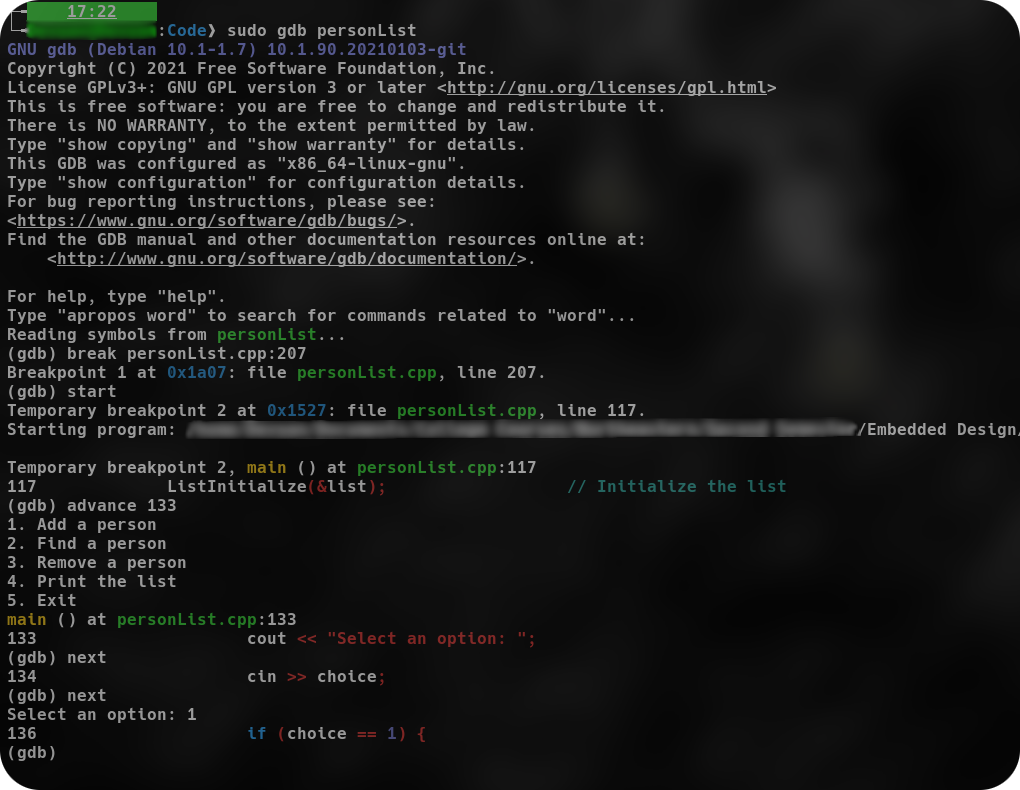 17:22
:Code❫ sudo gdb personList
GNU gdb (Debian 10.1-1.7) 10.1.90.20210103-git
Copyright (C) 2021 Free Software Foundation, Inc.
License GPLv3+: GNU GPL version 3 or later <http://gnu.org/licenses/gpl.html>
This is free software: you are free to change and redistribute it.
There is NO WARRANTY, to the extent permitted by law.
Type "show copying" and "show warranty" for details.
This GDB was configured as "x86_64-linux-gnu".
Type "show configuration" for configuration details.
For bug reporting instructions, please see:
<https://www.gnu.org/software/gdb/bugs/>.
Find the GDB manual and other documentation resources online at:
    <http://www.gnu.org/software/gdb/documentation/>.
For help, type "help".
Type "apropos word" to search for commands related to "word"...
Reading symbols from personList...
(gdb) break personList.cpp:207
Breakpoint 1 at 0x1a07: file personList.cpp, line 207.
(gdb) start
Temporary breakpoint 2 at 0x1527: file personList.cpp, line 117.
Starting program: /Embedded Design/
Temporary breakpoint 2, main () at personList.cpp:117
117             ListInitialize(&list);                  // Initialize the list
(gdb) advance 133
1. Add a person
2. Find a person
3. Remove a person
4. Print the list
5. Exit
main () at personList.cpp:133
133                     cout << "Select an option: ";
(gdb) next
134                     cin >> choice;
(gdb) next
Select an option: 1
136                     if (choice == 1) {
(gdb)